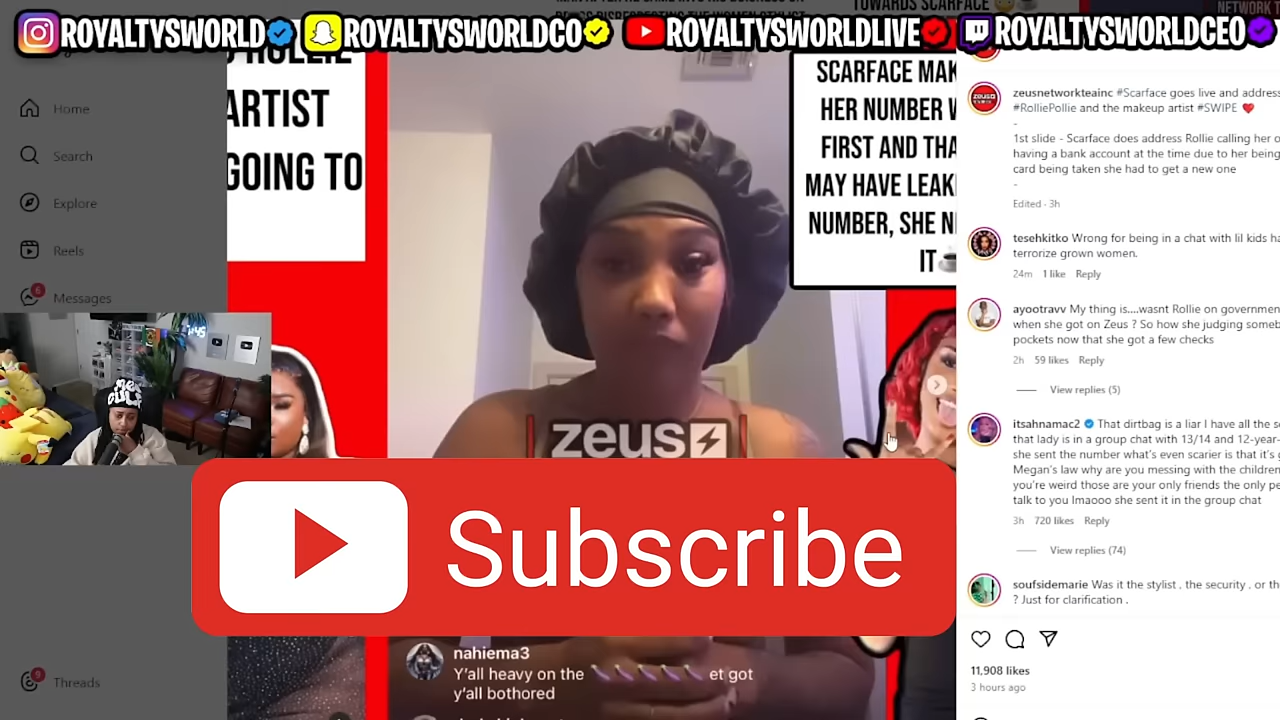 TOWARDS SCARFACE
NETWORK T
ROYALTYSWORLD
ROYALTYSWORLDCO
ROYALTYSWORLDLIVE
ROYALTYSWORLDCEO
Home
Search
Explore
Reels
6
Messages
9
Threads
ARTIST
GOING TO
SCARFACE MAK
HER NUMBER W
FIRST AND THA
MAY HAVE LEAK
NUMBER, SHE N
IT☕
zeus
Subscribe
nahiema3
Y'all heavy on the 🍆🍆🍆🍆🍆 et got
y'all bothored
zeusnetworkteainc #Scarface goes live and address
#RolliePollie and the makeup artist #SWIPE ♥️
-
1st slide - Scarface does address Rollie calling her o
having a bank account at the time due to her being
card being taken she had to get a new one
-
Edited · 3h
tesehkitko Wrong for being in a chat with lil kids ha
terrorize grown women.
24m 1 like Reply
ayootravv My thing is....wasnt Rollie on governmen
when she got on Zeus ? So how she judging someb
pockets now that she got a few checks
2h 59 likes Reply
View replies (5)
itsahnamac2 That dirtbag is a liar I have all the s
that lady is in a group chat with 13/14 and 12-year-
she sent the number what's even scarier is that it's g
Megan's law why are you messing with the children
you're weird those are your only friends the only pe
talk to you lmaooo she sent it in the group chat
3h 720 likes Reply
View replies (74)
soufsidemarie Was it the stylist , the security , or th
? Just for clarification .
11,908 likes
3 hours ago